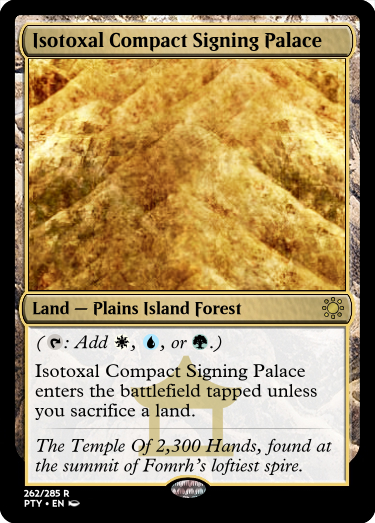 Isotoxal Compact Signing Palace
Land — Plains Island Forest
( : Add , , or .)
Isotoxal Compact Signing Palace
enters the battlefield tapped unless
you sacrifice a land.
The Temple Of 2,300 Hands, found at
the summit of Fomrh's loftiest spire.
262/285 R
PTY • EN